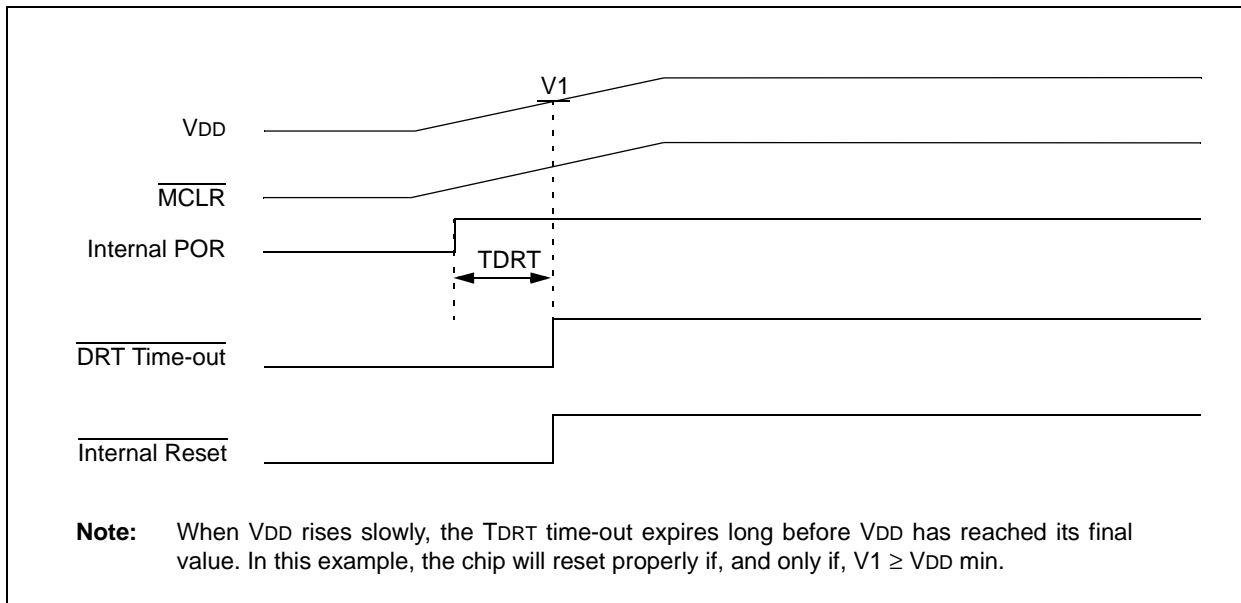 V1
VDD
MCLR
Internal POR
TDRT
DRT Time-out
Internal Reset
Note: When VDD rises slowly, the TDRT time-out expires long before VDD has reached its final
value. In this example, the chip will reset properly if, and only if, V1 ≥ VDD min.